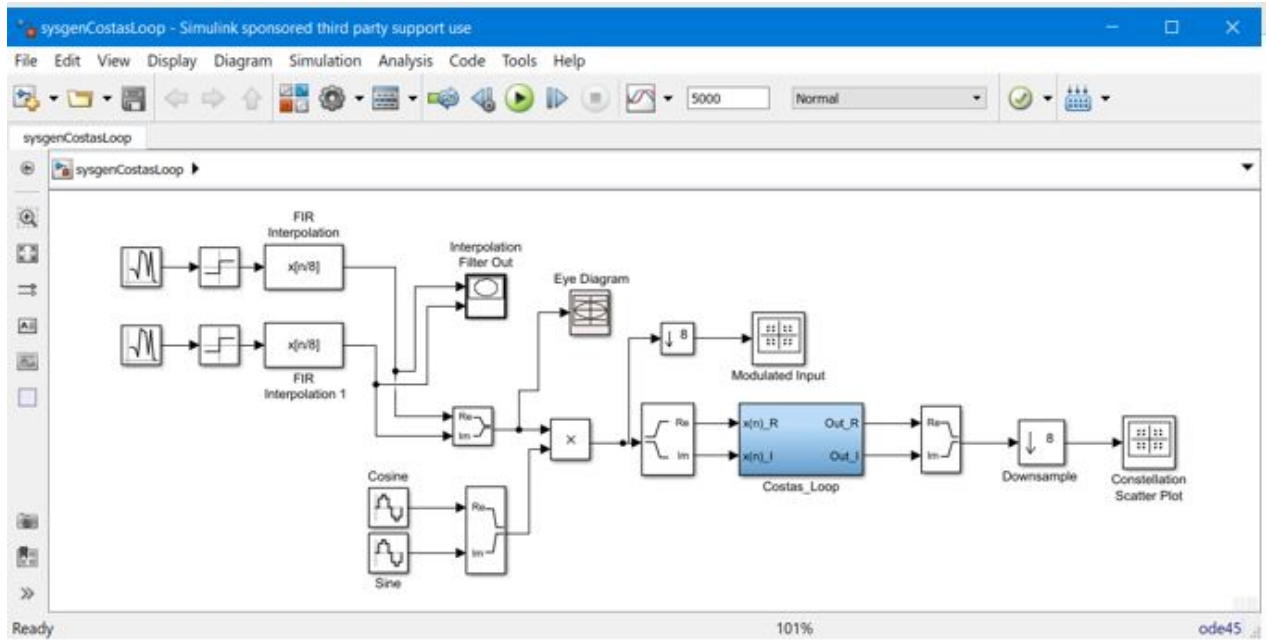 sysgenCostasLoop - Simulink sponsored third party support use
File Edit View Display Diagram Simulation Analysis Code Tools Help
5000 Normal
sysgenCostasLoop
sysgenCostasLoop
FIR
Interpolation
x[n/8]
Interpolation
Filter Out
Eye Diagram
x[n/8]
FIR
Interpolation 1
8
Modulated Input
Re
Im
×
Re
Im
x(n)_R Out_R
x(n)_I Out_I
Costas_Loop
Re
Im
8
Downsample
Constellation
Scatter Plot
Cosine
Re
Im
Sine
Ready 101% ode45